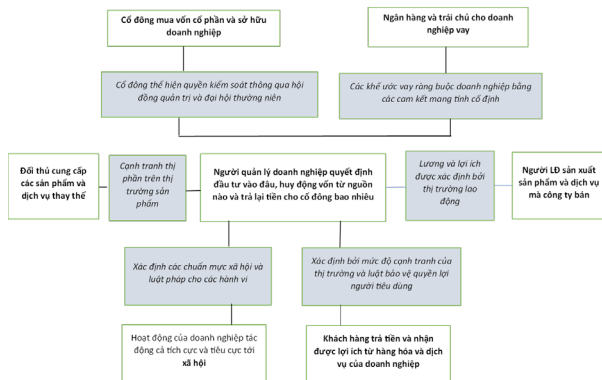 Cổ đông mua vốn cổ phần và sở hữu
doanh nghiệp
Ngân hàng và trái chủ cho doanh
nghiệp vay
Cổ đông thể hiện quyền kiểm soát thông qua hội
đồng quản trị và đại hội thường niên
Các khế ước vay ràng buộc doanh nghiệp bằng
các cam kết mang tính cố định
Đối thủ cung cấp
các sản phẩm và
dịch vụ thay thế
Cạnh tranh thị
phần trên thị
trường sản
phẩm
Người quản lý doanh nghiệp quyết định
đầu tư vào đâu, huy động vốn từ nguồn
nào và trả lại tiền cho cổ đông bao nhiêu
Lương và lợi ích
được xác định bởi
thị trường lao
động
Người LĐ sản xuất
sản phẩm và dịch vụ
mà công ty bán
Xác định các chuẩn mực xã hội và
luật pháp cho các hành vi
Xác định bởi mức độ cạnh tranh của
thị trường và luật bảo vệ quyền lợi
người tiêu dùng
Hoạt động của doanh nghiệp tác
động cả tích cực và tiêu cực tới
xã hội
Khách hàng trả tiền và nhận
được lợi ích từ hàng hóa và dịch
vụ của doanh nghiệp